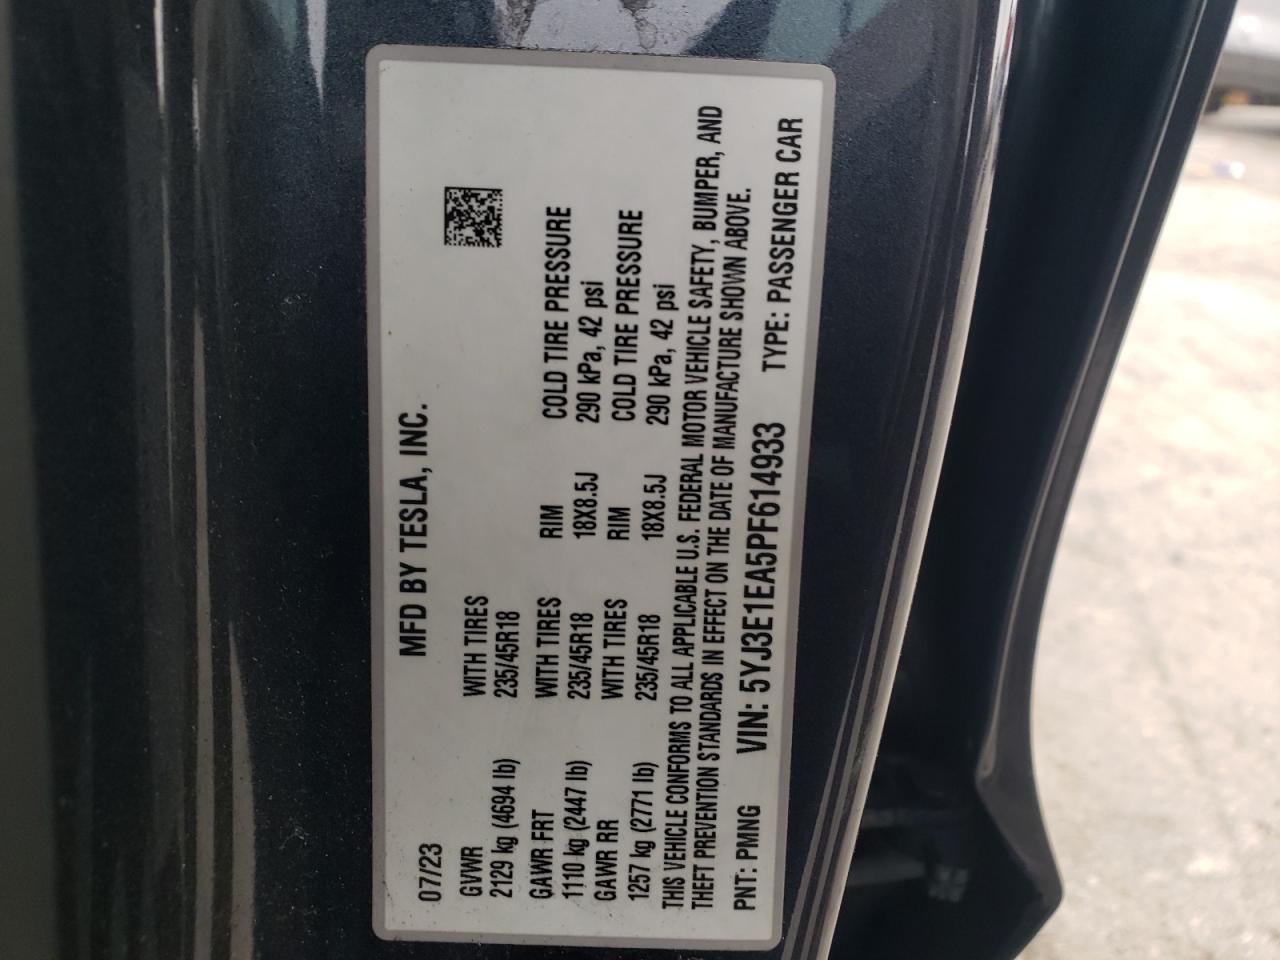 MFD BY TESLA, INC.
07/23
GVWR WITH TIRES
2129 kg (4694 lb) 235/45R18
GAWR FRT WITH TIRES RIM COLD TIRE PRESSURE
1110 kg (2447 lb) 235/45R18 18X8.5J 290 kPa, 42 psi
GAWR RR WITH TIRES RIM COLD TIRE PRESSURE
1257 kg (2771 lb) 235/45R18 18X8.5J 290 kPa, 42 psi
THIS VEHICLE CONFORMS TO ALL APPLICABLE U.S. FEDERAL MOTOR VEHICLE SAFETY, BUMPER, AND
THEFT PREVENTION STANDARDS IN EFFECT ON THE DATE OF MANUFACTURE SHOWN ABOVE.
PNT: PMNG VIN: 5YJ3E1EA5PF614933 TYPE: PASSENGER CAR